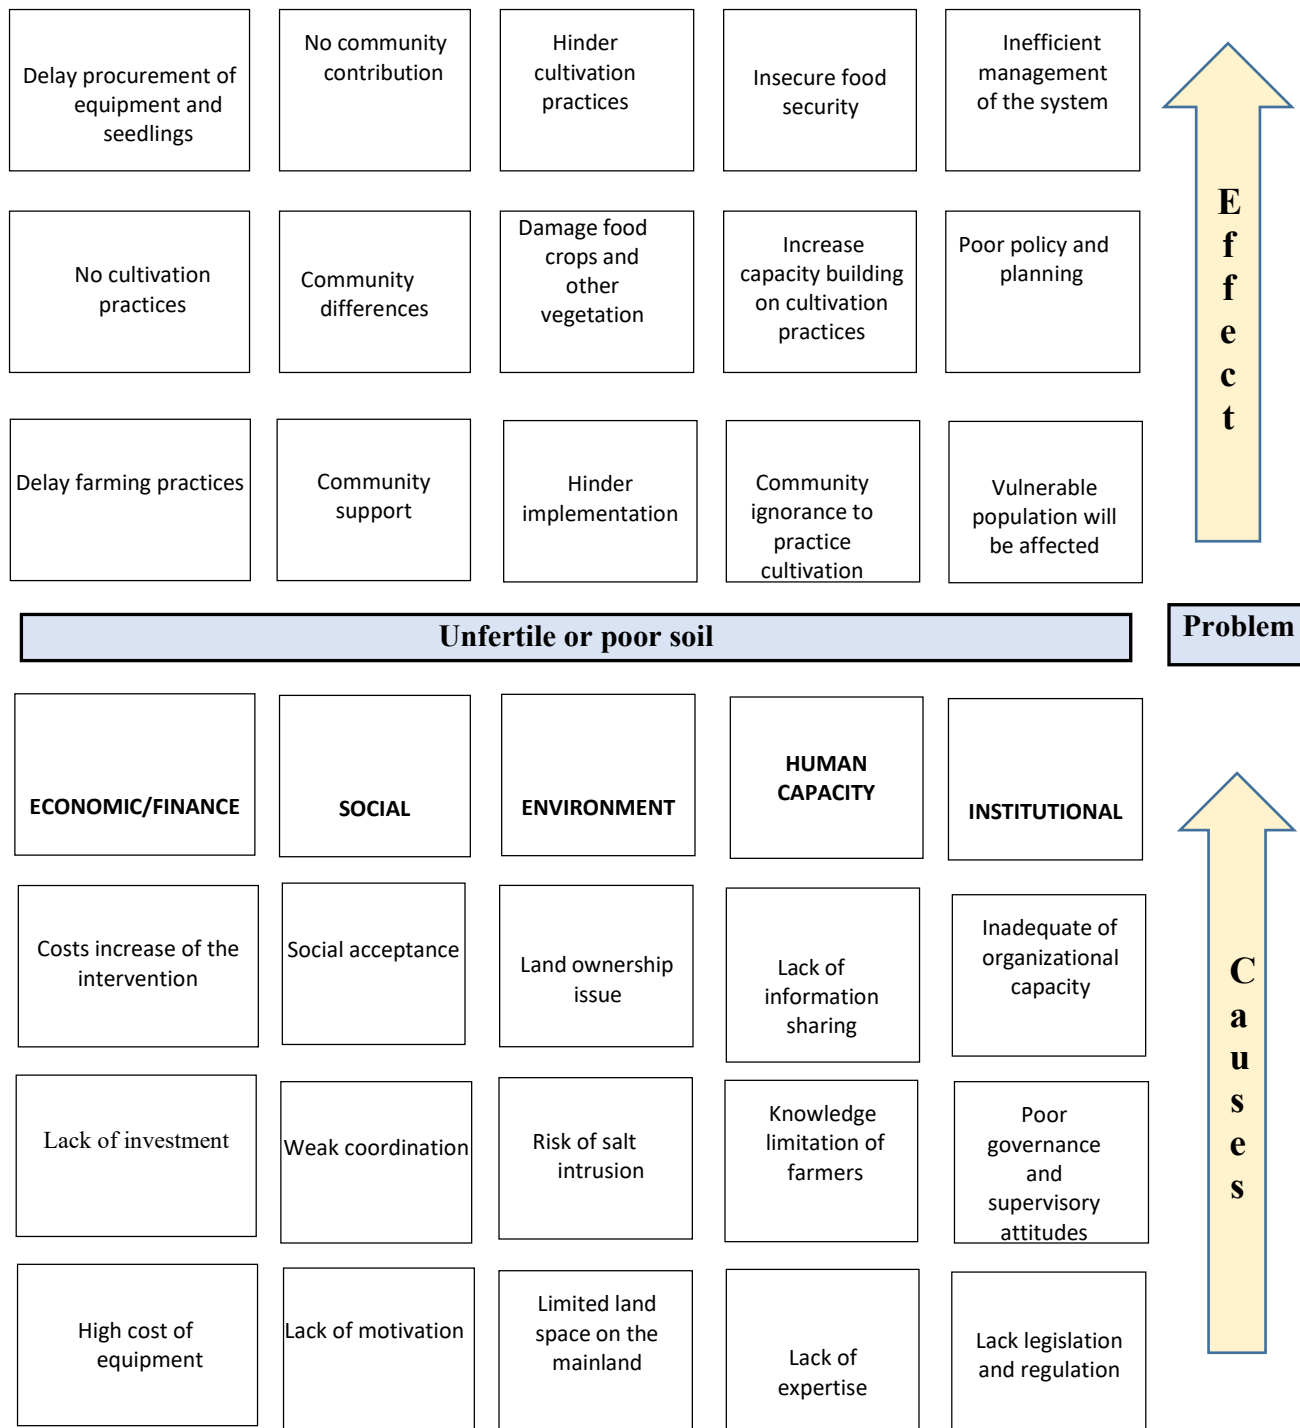 Delay procurement of
equipment and
seedlings
No community
contribution
Hinder
cultivation
practices
Insecure food
security
Inefficient
management
of the system
No cultivation
practices
Community
differences
Damage food
crops and
other
vegetation
Increase
capacity building
on cultivation
practices
Poor policy and
planning
Delay farming practices
Community
support
Hinder
implementation
Community
ignorance to
practice
cultivation
Vulnerable
population will
be affected
E
f
f
e
c
t
Unfertile or poor soil
Problem
ECONOMIC/FINANCE
SOCIAL
ENVIRONMENT
HUMAN
CAPACITY
INSTITUTIONAL
Costs increase of the
intervention
Social acceptance
Land ownership
issue
Lack of
information
sharing
Inadequate of
organizational
capacity
Lack of investment
Weak coordination
Risk of salt
intrusion
Knowledge
limitation of
farmers
Poor
governance
and
supervisory
attitudes
High cost of
equipment
Lack of motivation
Limited land
space on the
mainland
Lack of
expertise
Lack legislation
and regulation
C
a
u
s
e
s